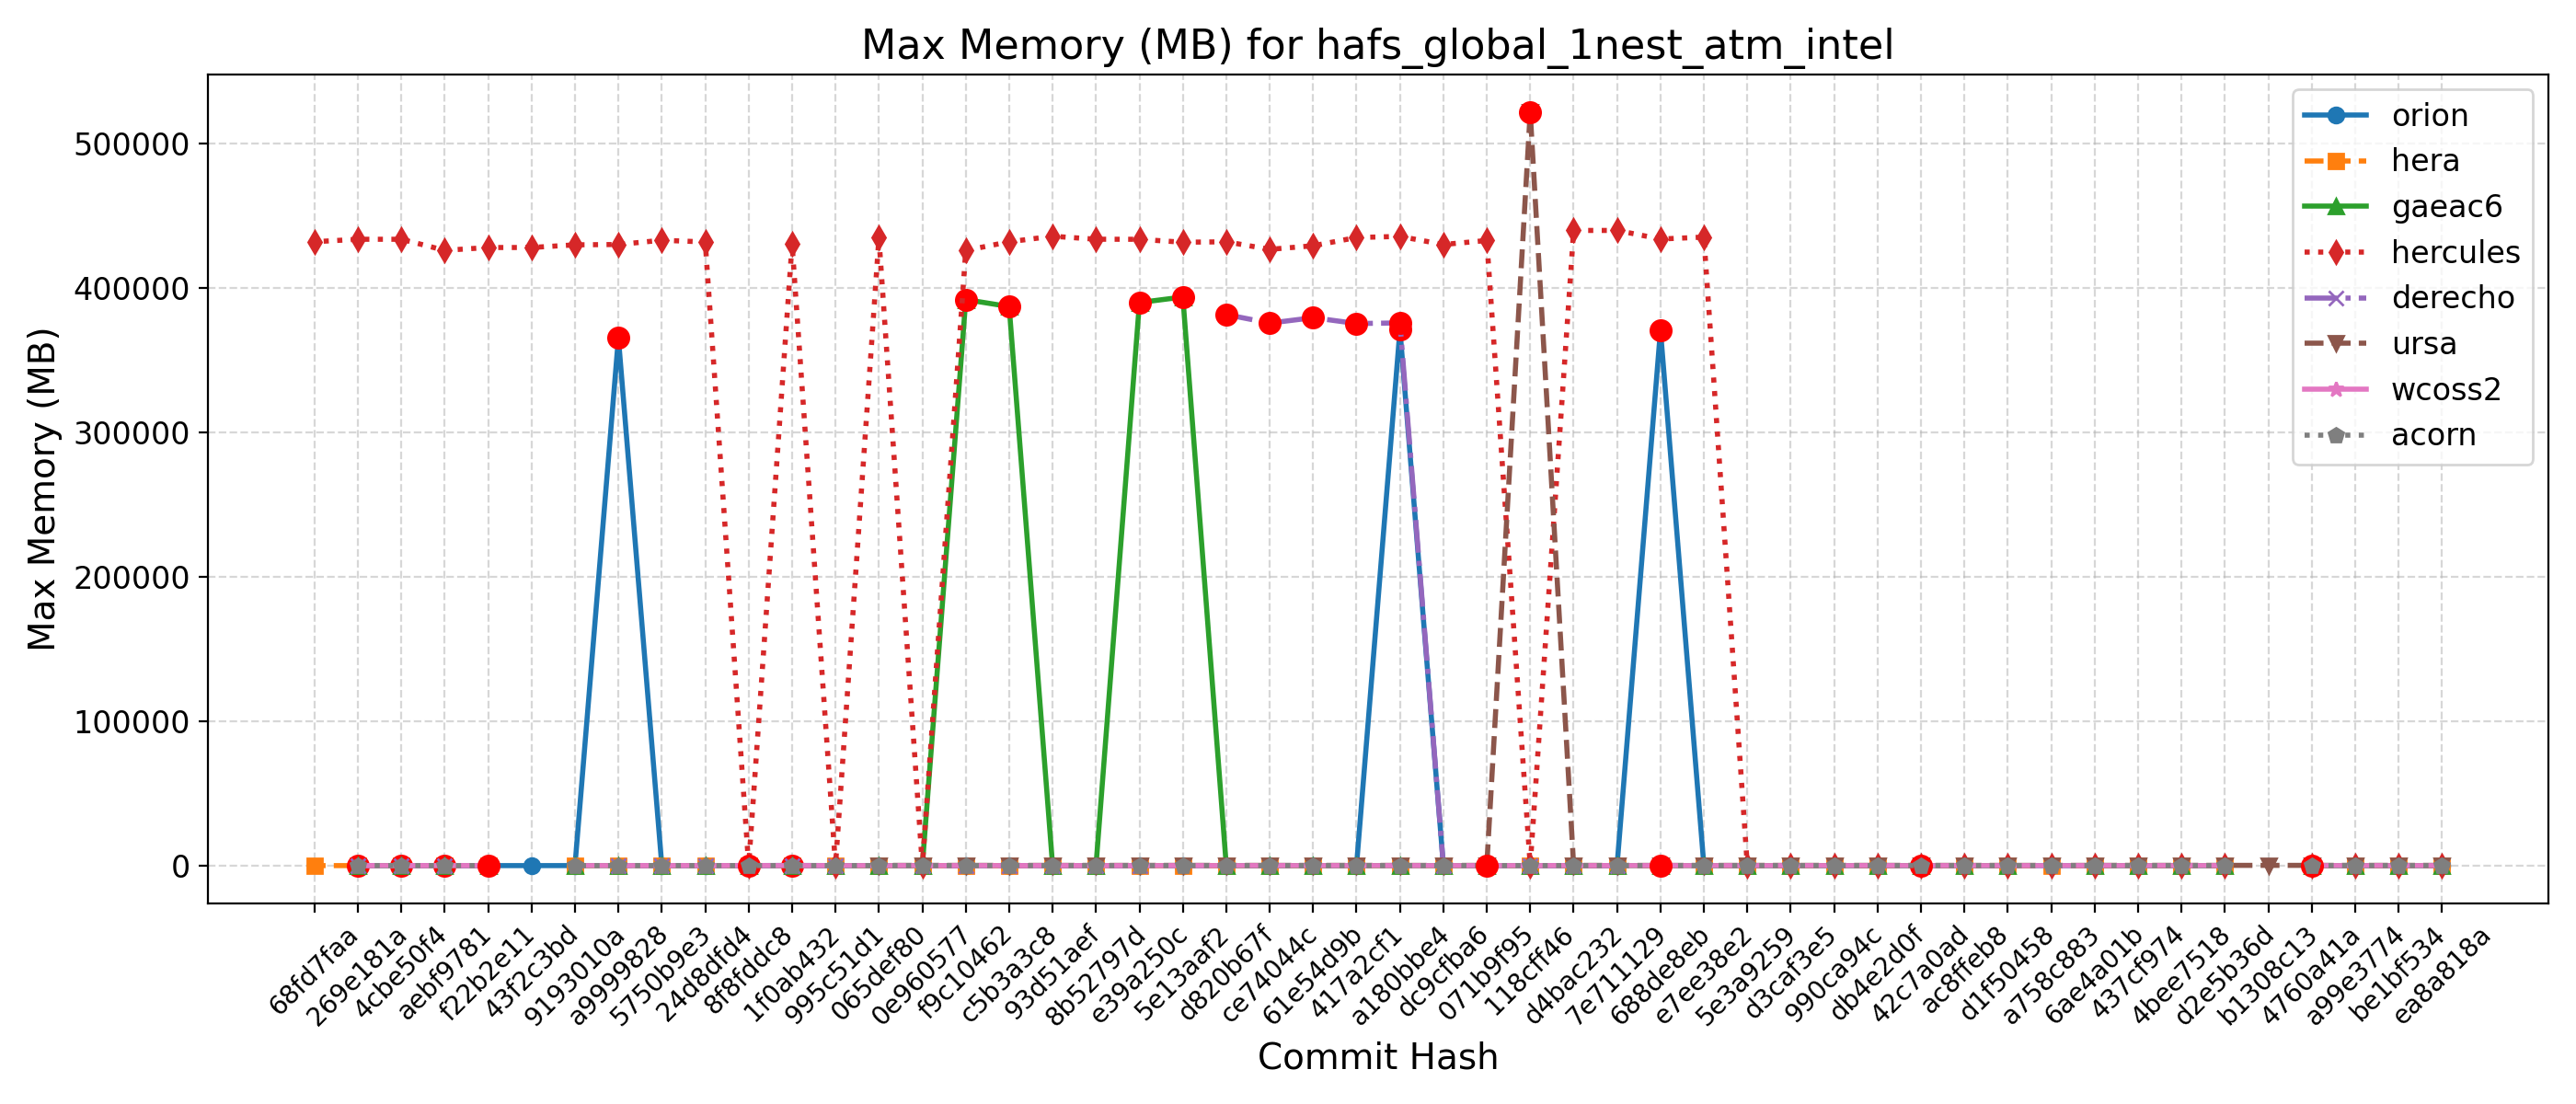 Max Memory (MB) for hafs_global_1nest_atm_intel
Max Memory (MB)
500000
400000
300000
200000
100000
0
orion
hera
gaeac6
hercules
derecho
ursa
wcoss2
acorn
68fd7faa
269e181a
4cbe50f4
aebf9781
f22b2e11
43f2c3bd
9193010a
a9999828
5750b9e3
24d8dfd4
8f8fddc8
1f0ab432
995c51d1
065def80
0e960577
f9c10462
c5b3a3c8
93d51aef
8b52797d
e39a250c
5e13aaf2
d820b67f
ce74044c
61e54d9b
417a2cf1
a180bbe4
dc9cfba6
071b9f95
118cff46
d4bac232
7e711129
688de8eb
e7ee38e2
5e3a9259
d3caf3e5
990ca94c
db4e2d0f
42c7a0ad
ac8ffeb8
d1f50458
a758c883
6ae4a01b
437cf974
4bee7518
d2e5b36d
b1308c13
4760a41a
a99e3774
be1bf534
ea8a818a
Commit Hash